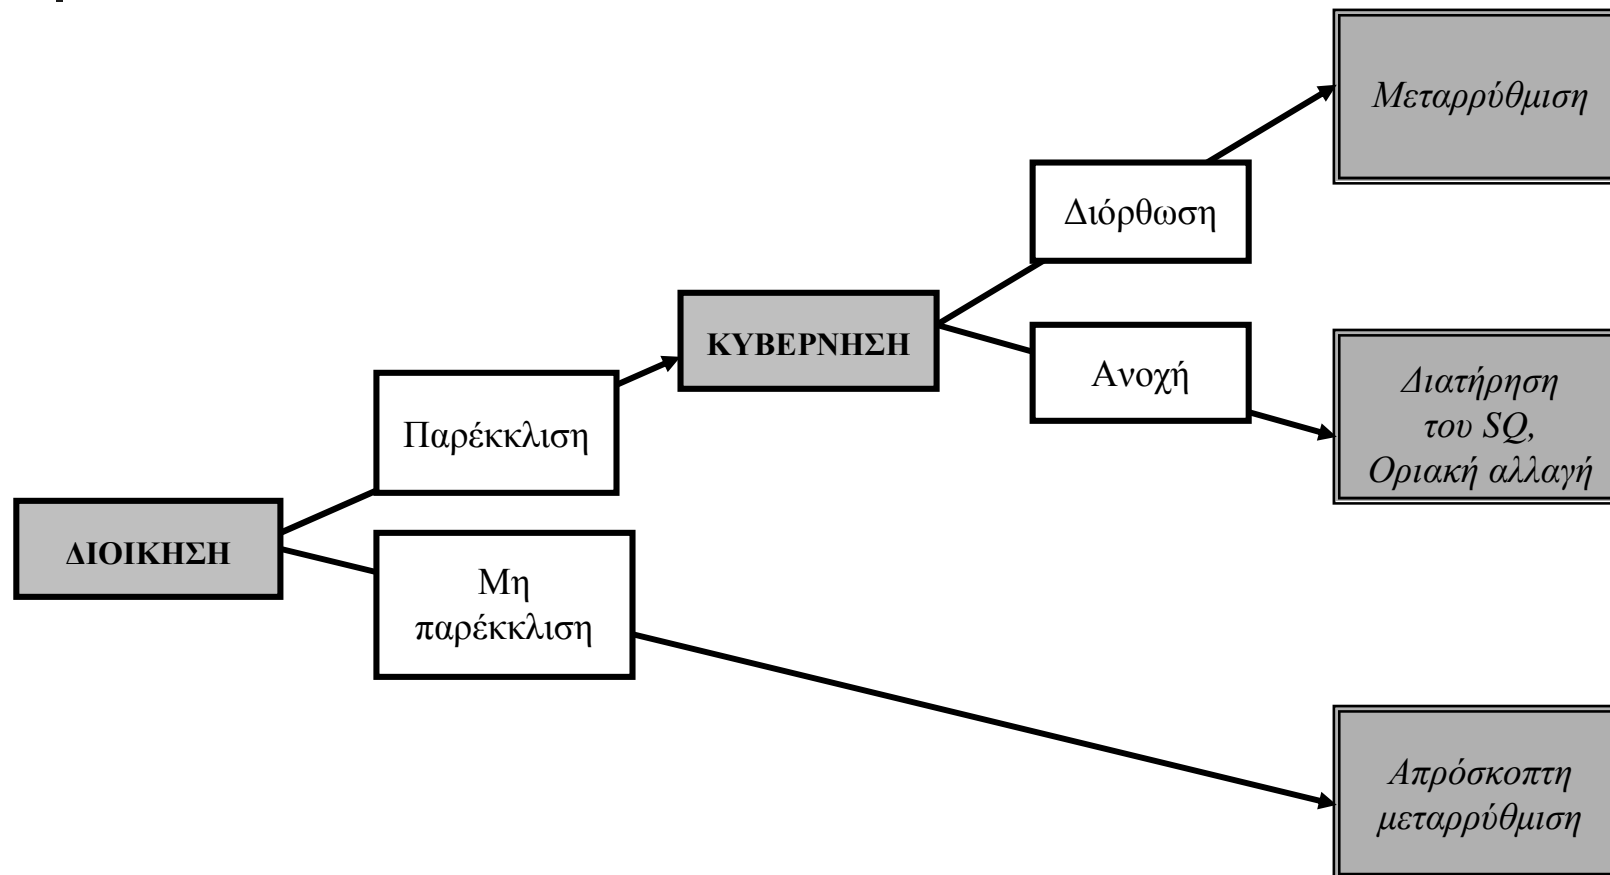 Μεταρρύθμιση
Διόρθωση
ΚΥΒΕΡΝΗΣΗ
Ανοχή
Διατήρηση
του SQ,
Οριακή αλλαγή
Παρέκκλιση
ΔΙΟΙΚΗΣΗ
Μη
παρέκκλιση
Απρόσκοπτη
μεταρρύθμιση